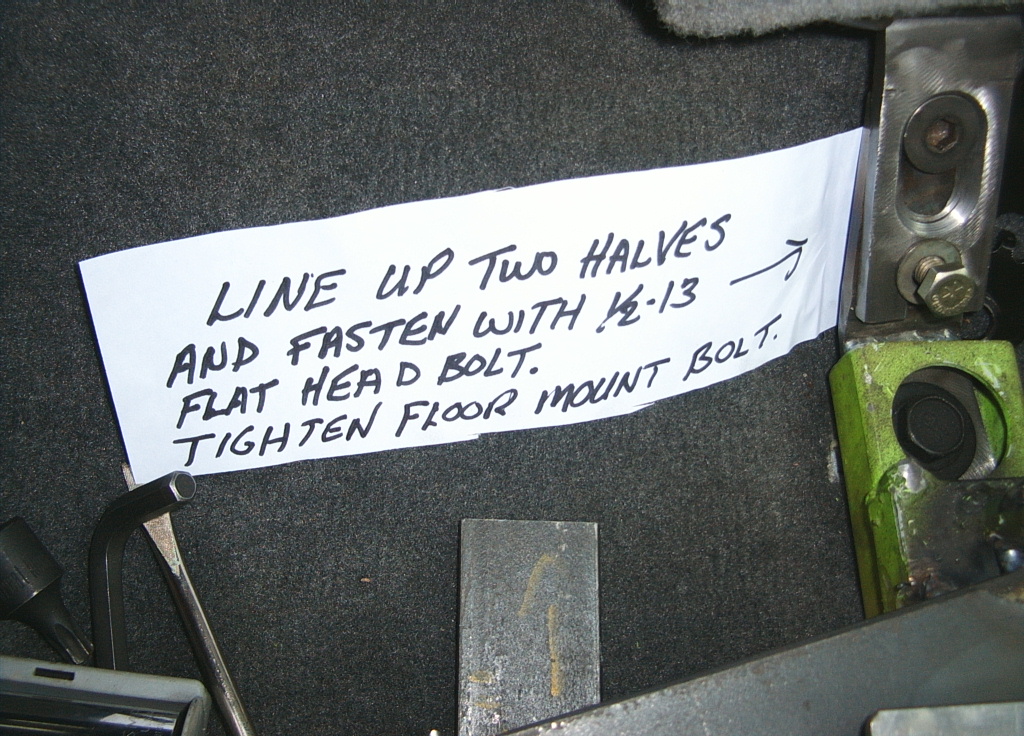 LINE UP TWO HALVES
AND FASTEN WITH 1/2-13 →
FLAT HEAD BOLT.
TIGHTEN FLOOR MOUNT BOLT.